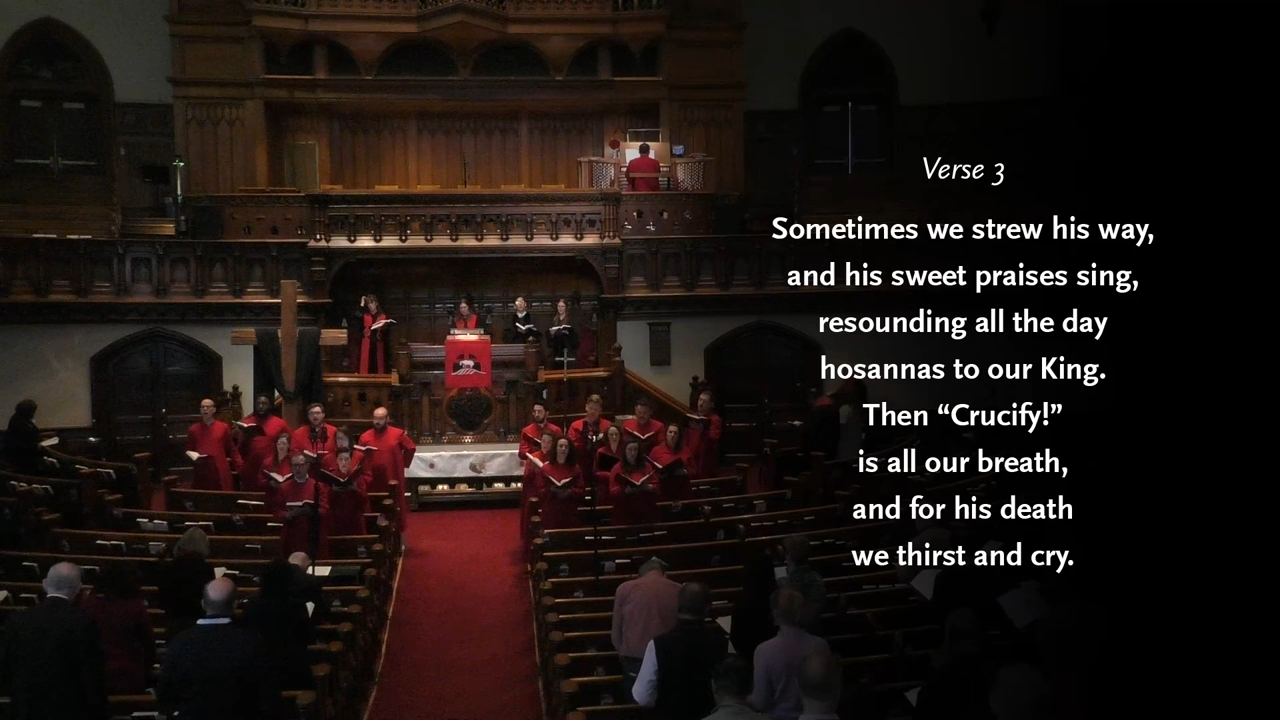 Verse 3
Sometimes we strew his way,
and his sweet praises sing,
resounding all the day
hosannas to our King.
Then “Crucify!”
is all our breath,
and for his death
we thirst and cry.